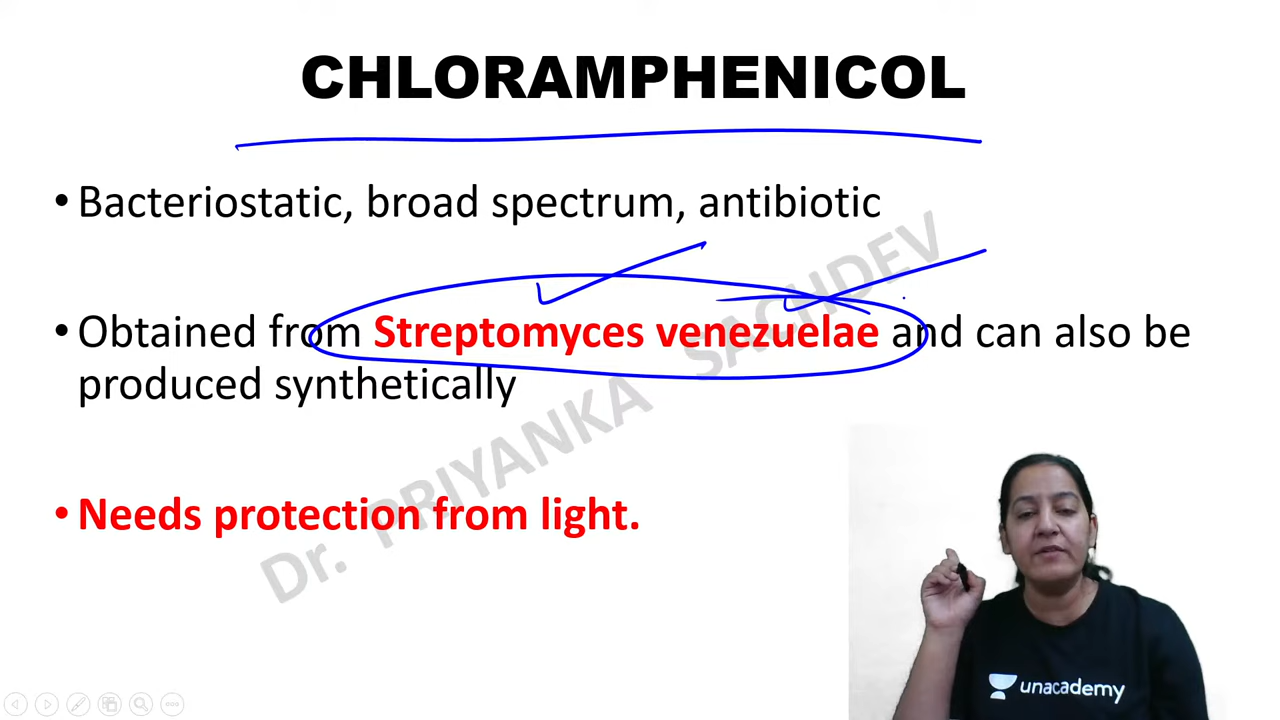 CHLORAMPHENICOL
• Bacteriostatic, broad spectrum, antibiotic
• Obtained from Streptomyces venezuelae and can also be
produced synthetically
• Needs protection from light.
Dr. PRIYANKA SACHDEV
unacademy